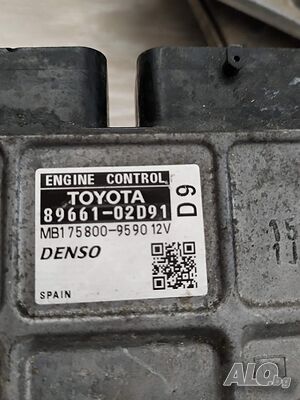 ENGINE CONTROL
TOYOTA
89661-02D91
D9
MB175800-9590 12V
DENSO
SPAIN
ALO.bg